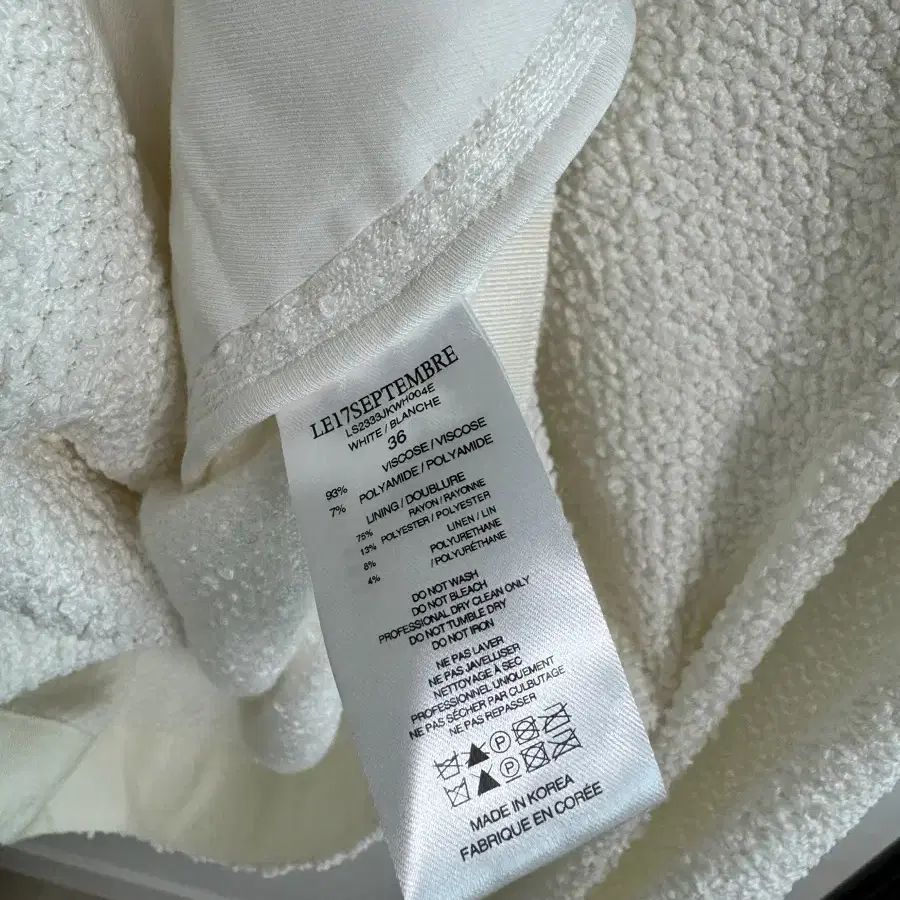 LE17SEPTEMBRE
LS2333JKWH004E
WHITE / BLANCHE
36
93% VISCOSE / VISCOSE
7% POLYAMIDE / POLYAMIDE
LINING / DOUBLURE
75% RAYON / RAYONNE
13% POLYESTER / POLYESTER
8% LINEN / LIN
4% POLYURETHANE
/ POLYURÉTHANE
DO NOT WASH
DO NOT BLEACH
PROFESSIONAL DRY CLEAN ONLY
DO NOT TUMBLE DRY
DO NOT IRON
NE PAS LAVER
NE PAS JAVELLISER
NETTOYAGE À SEC
PROFESSIONNEL UNIQUEMENT
NE PAS SÉCHER PAR CULBUTAGE
NE PAS REPASSER
P
P
MADE IN KOREA
FABRIQUE EN CORÉE